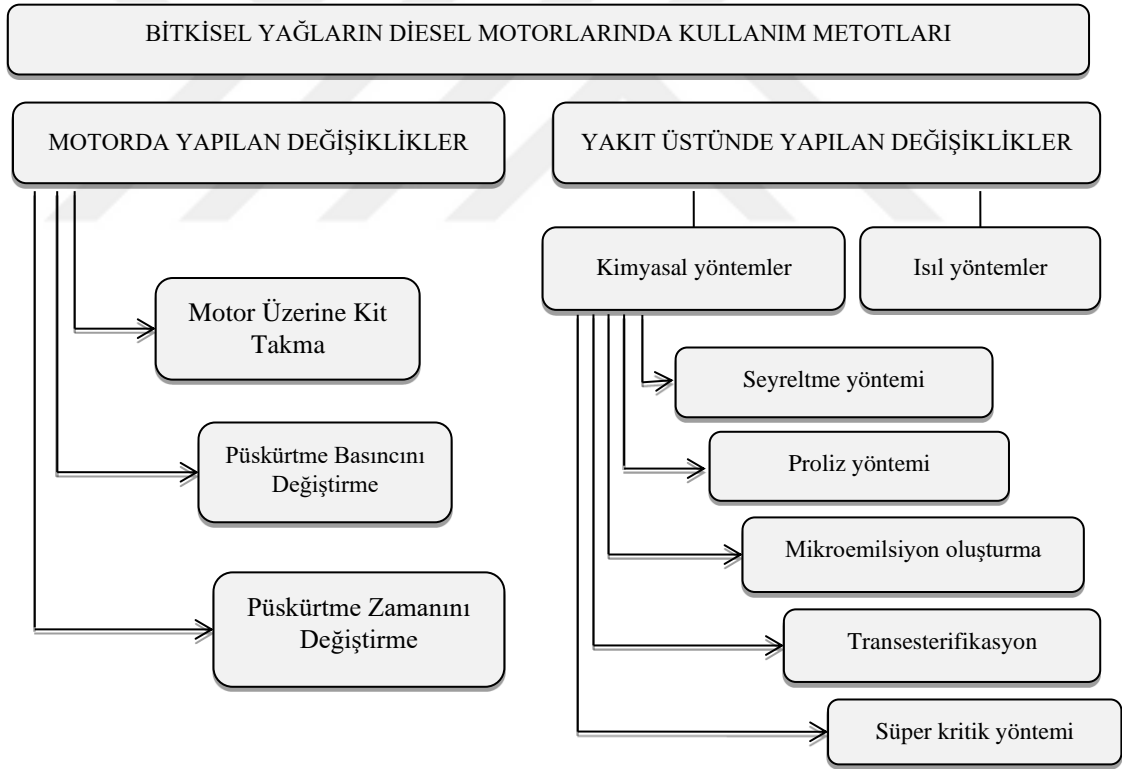 BİTKİSEL YAĞLARIN DİESEL MOTORLARINDA KULLANIM METOTLARI
MOTORDA YAPILAN DEĞİŞİKLİKLER
Motor Üzerine Kit
Takma
Püskürtme Basıncını
Değiştirme
Püskürtme Zamanını
Değiştirme
YAKIT ÜSTÜNDE YAPILAN DEĞİŞİKLİKLER
Kimyasal yöntemler
Isıl yöntemler
Seyreltme yöntemi
Proliz yöntemi
Mikroemilsiyon oluşturma
Transesterifikasyon
Süper kritik yöntemi